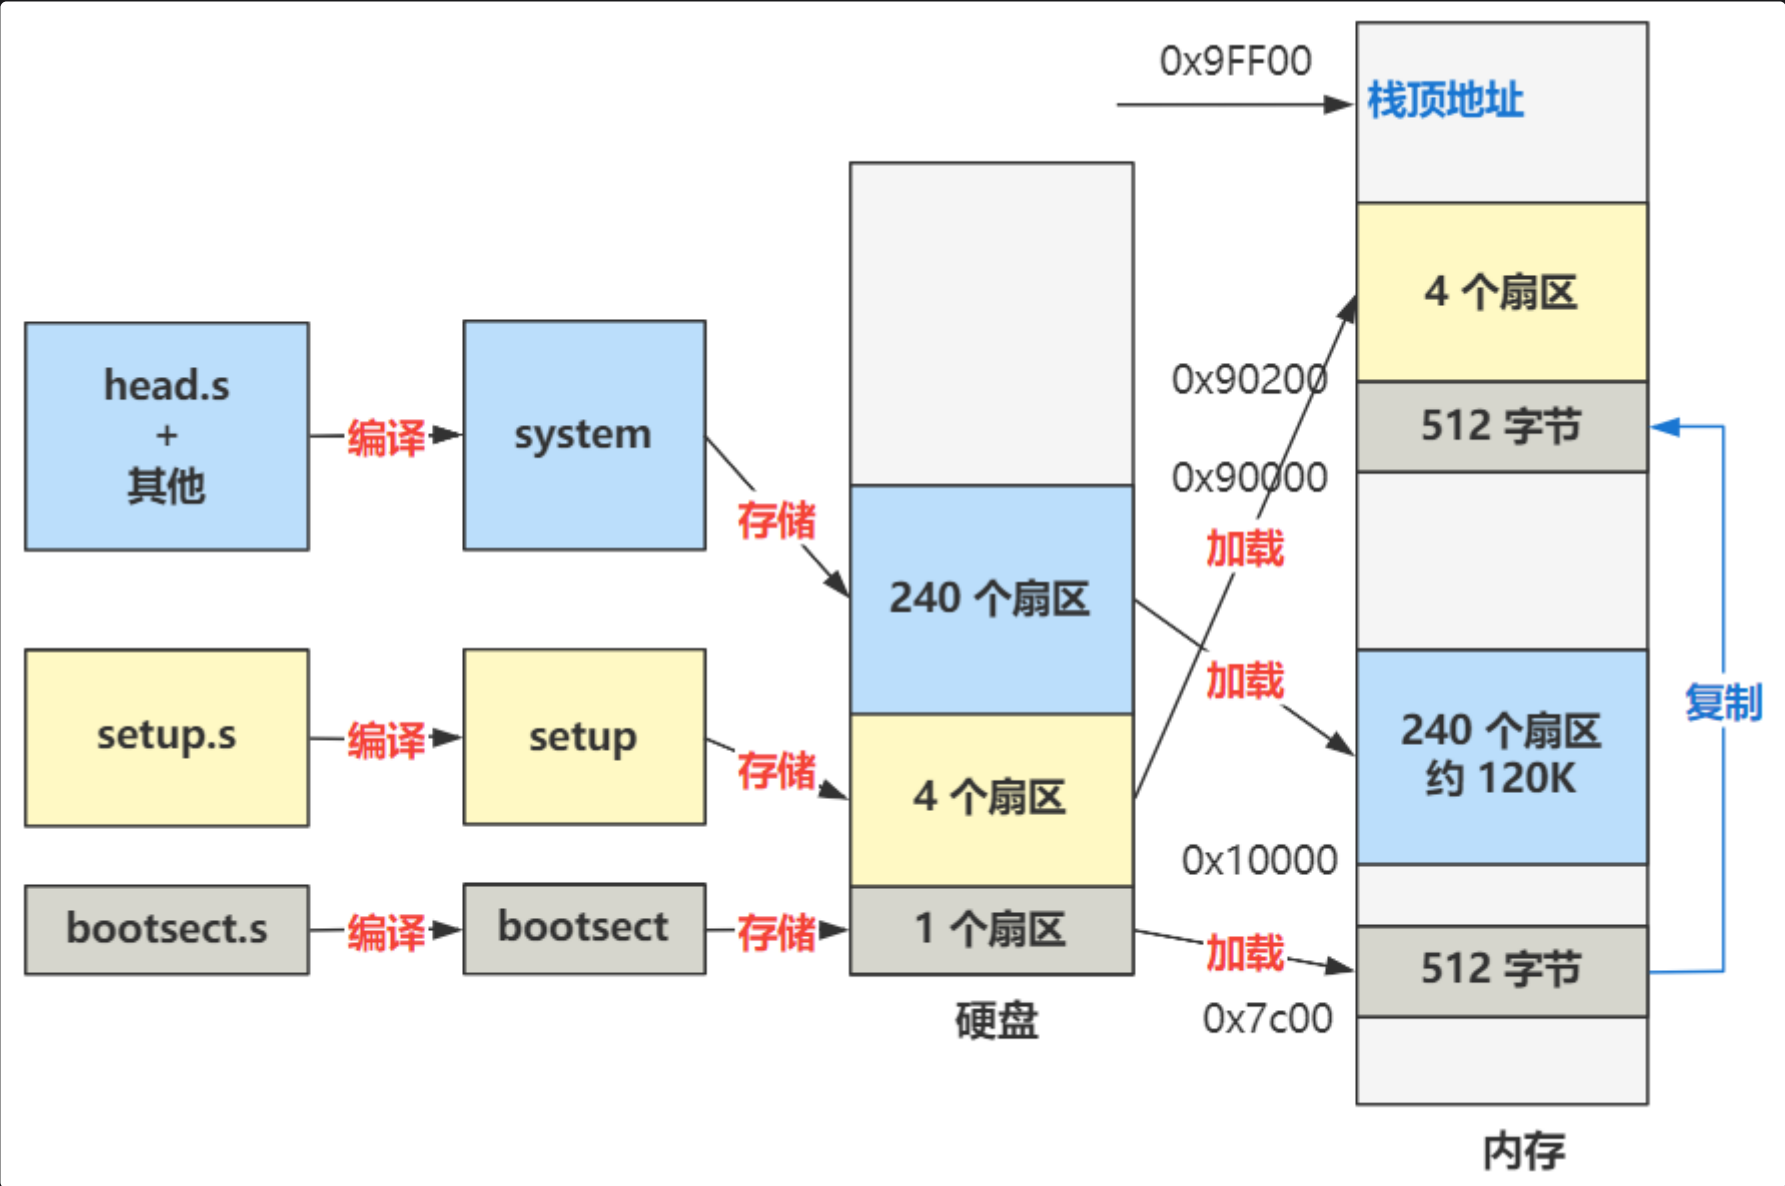 0x9FF00
栈顶地址
head.s
+
其他
编译
system
存储
240 个扇区
4 个扇区
0x90200
512 字节
0x90000
加载
加载
240 个扇区
约 120K
复制
setup.s
编译
setup
存储
4 个扇区
0x10000
bootsect.s
编译
bootsect
存储
1 个扇区
加载
512 字节
0x7c00
硬盘
内存